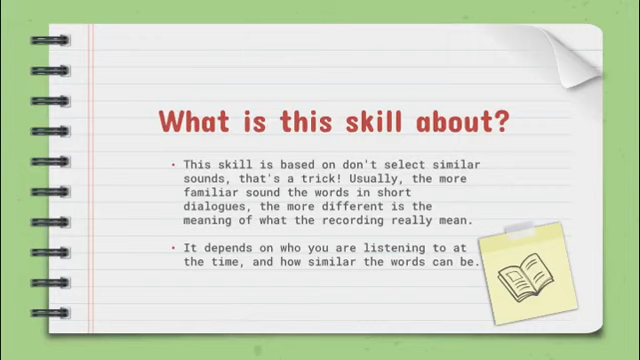 What is this skill about?
• This skill is based on don't select similar
sounds, that's a trick! Usually, the more
familiar sound the words in short
dialogues, the more different is the
meaning of what the recording really mean.
• It depends on who you are listening to at
the time, and how similar the words can be.